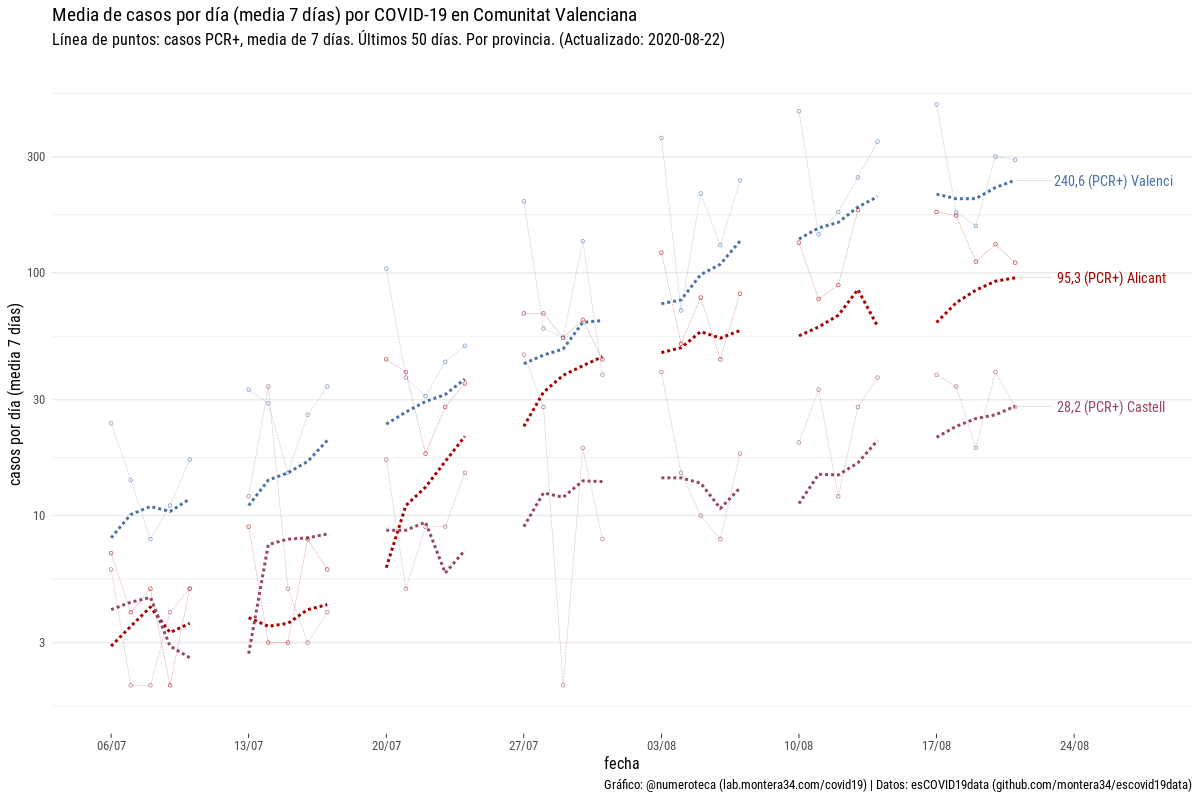 Media de casos por día (media 7 días) por COVID-19 en Comunitat Valenciana
Línea de puntos: casos PCR+, media de 7 días. Últimos 50 días. Por provincia. (Actualizado: 2020-08-22)
casos por día (media 7 días)
300
100
30
10
3
240,6 (PCR+) Valenci
95,3 (PCR+) Alicant
28,2 (PCR+) Castell
06/07 13/07 20/07 27/07 03/08 10/08 17/08 24/08
fecha
Gráfico: @numeroteca (lab.montera34.com/covid19) | Datos: esCOVID19data (github.com/montera34/escovid19data)